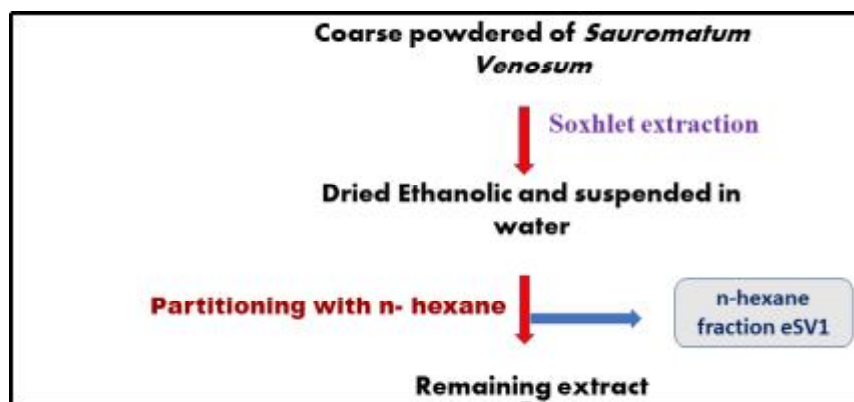 Coarse powdered of Sauromatum
Venosum
Soxhlet extraction
Dried Ethanolic and suspended in
water
Partitioning with n- hexane
n-hexane
fraction eSV1
Remaining extract